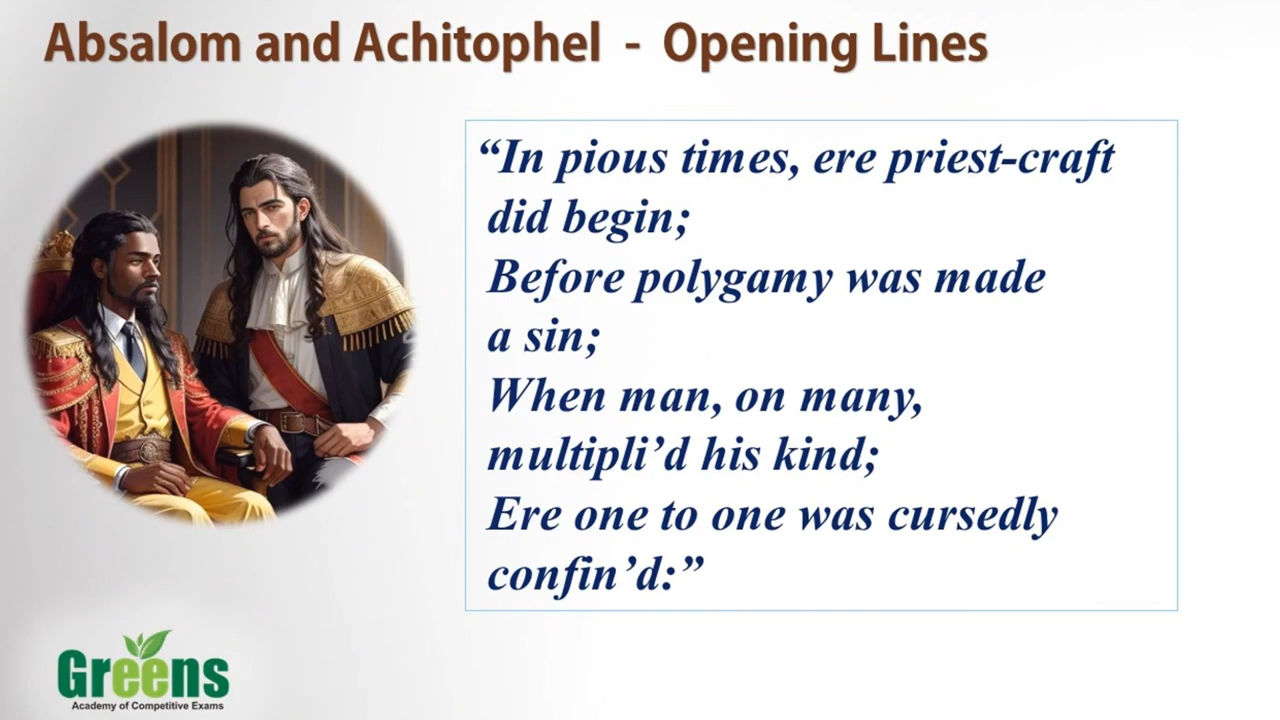 Absalom and Achitophel - Opening Lines
“In pious times, ere priest-craft
did begin;
Before polygamy was made
a sin;
When man, on many,
multipli’d his kind;
Ere one to one was cursedly
confin’d:”
Greens
Academy of Competitive Exams